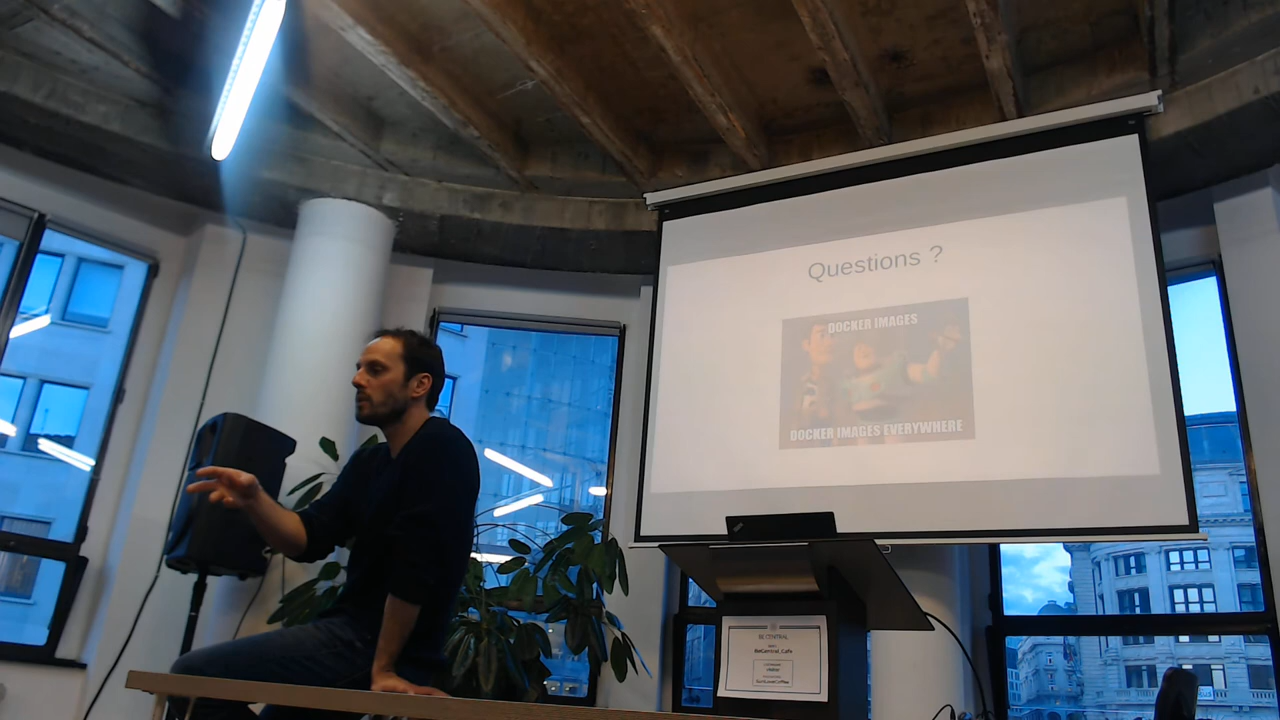 Questions ?
DOCKER IMAGES
DOCKER IMAGES EVERYWHERE
BE CENTRAL
BeCentral_Cafe